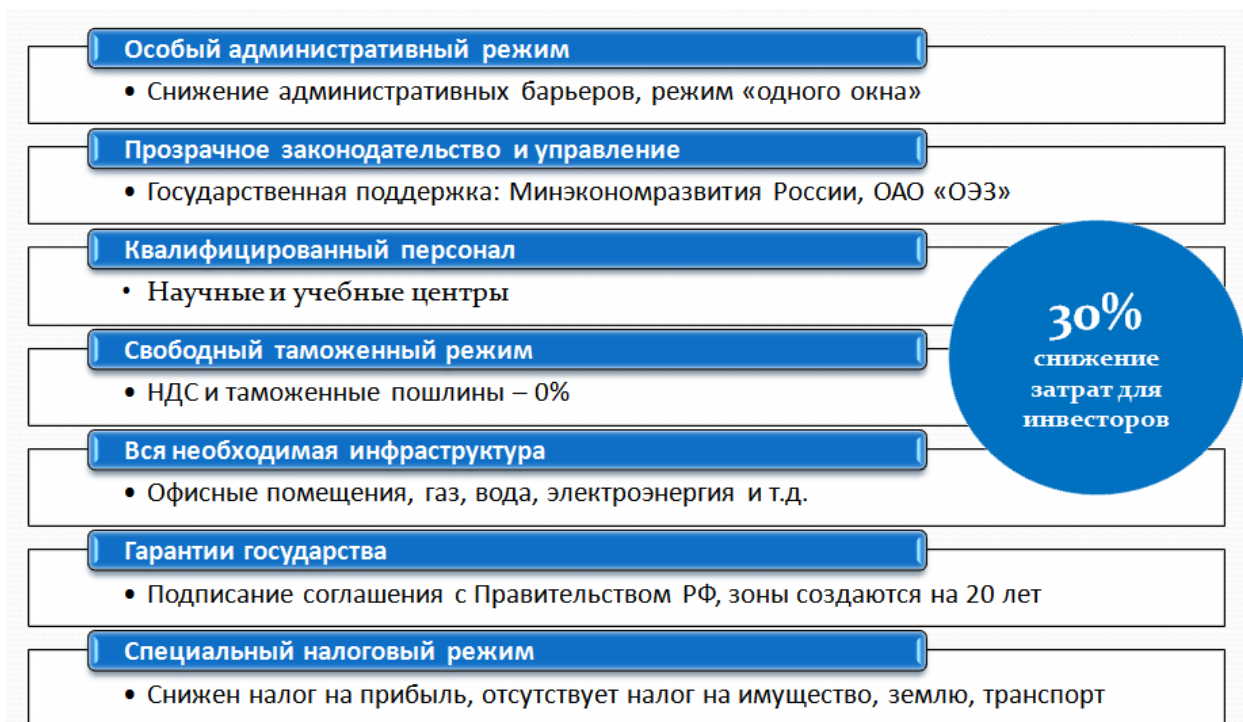 Особый административный режим
• Снижение административных барьеров, режим «одного окна»
Прозрачное законодательство и управление
• Государственная поддержка: Минэкономразвития России, ОАО «ОЭЗ»
Квалифицированный персонал
• Научные и учебные центры
Свободный таможенный режим
• НДС и таможенные пошлины – 0%
Вся необходимая инфраструктура
• Офисные помещения, газ, вода, электроэнергия и т.д.
Гарантии государства
• Подписание соглашения с Правительством РФ, зоны создаются на 20 лет
Специальный налоговый режим
• Снижен налог на прибыль, отсутствует налог на имущество, землю, транспорт
30%
снижение
затрат для
инвесторов